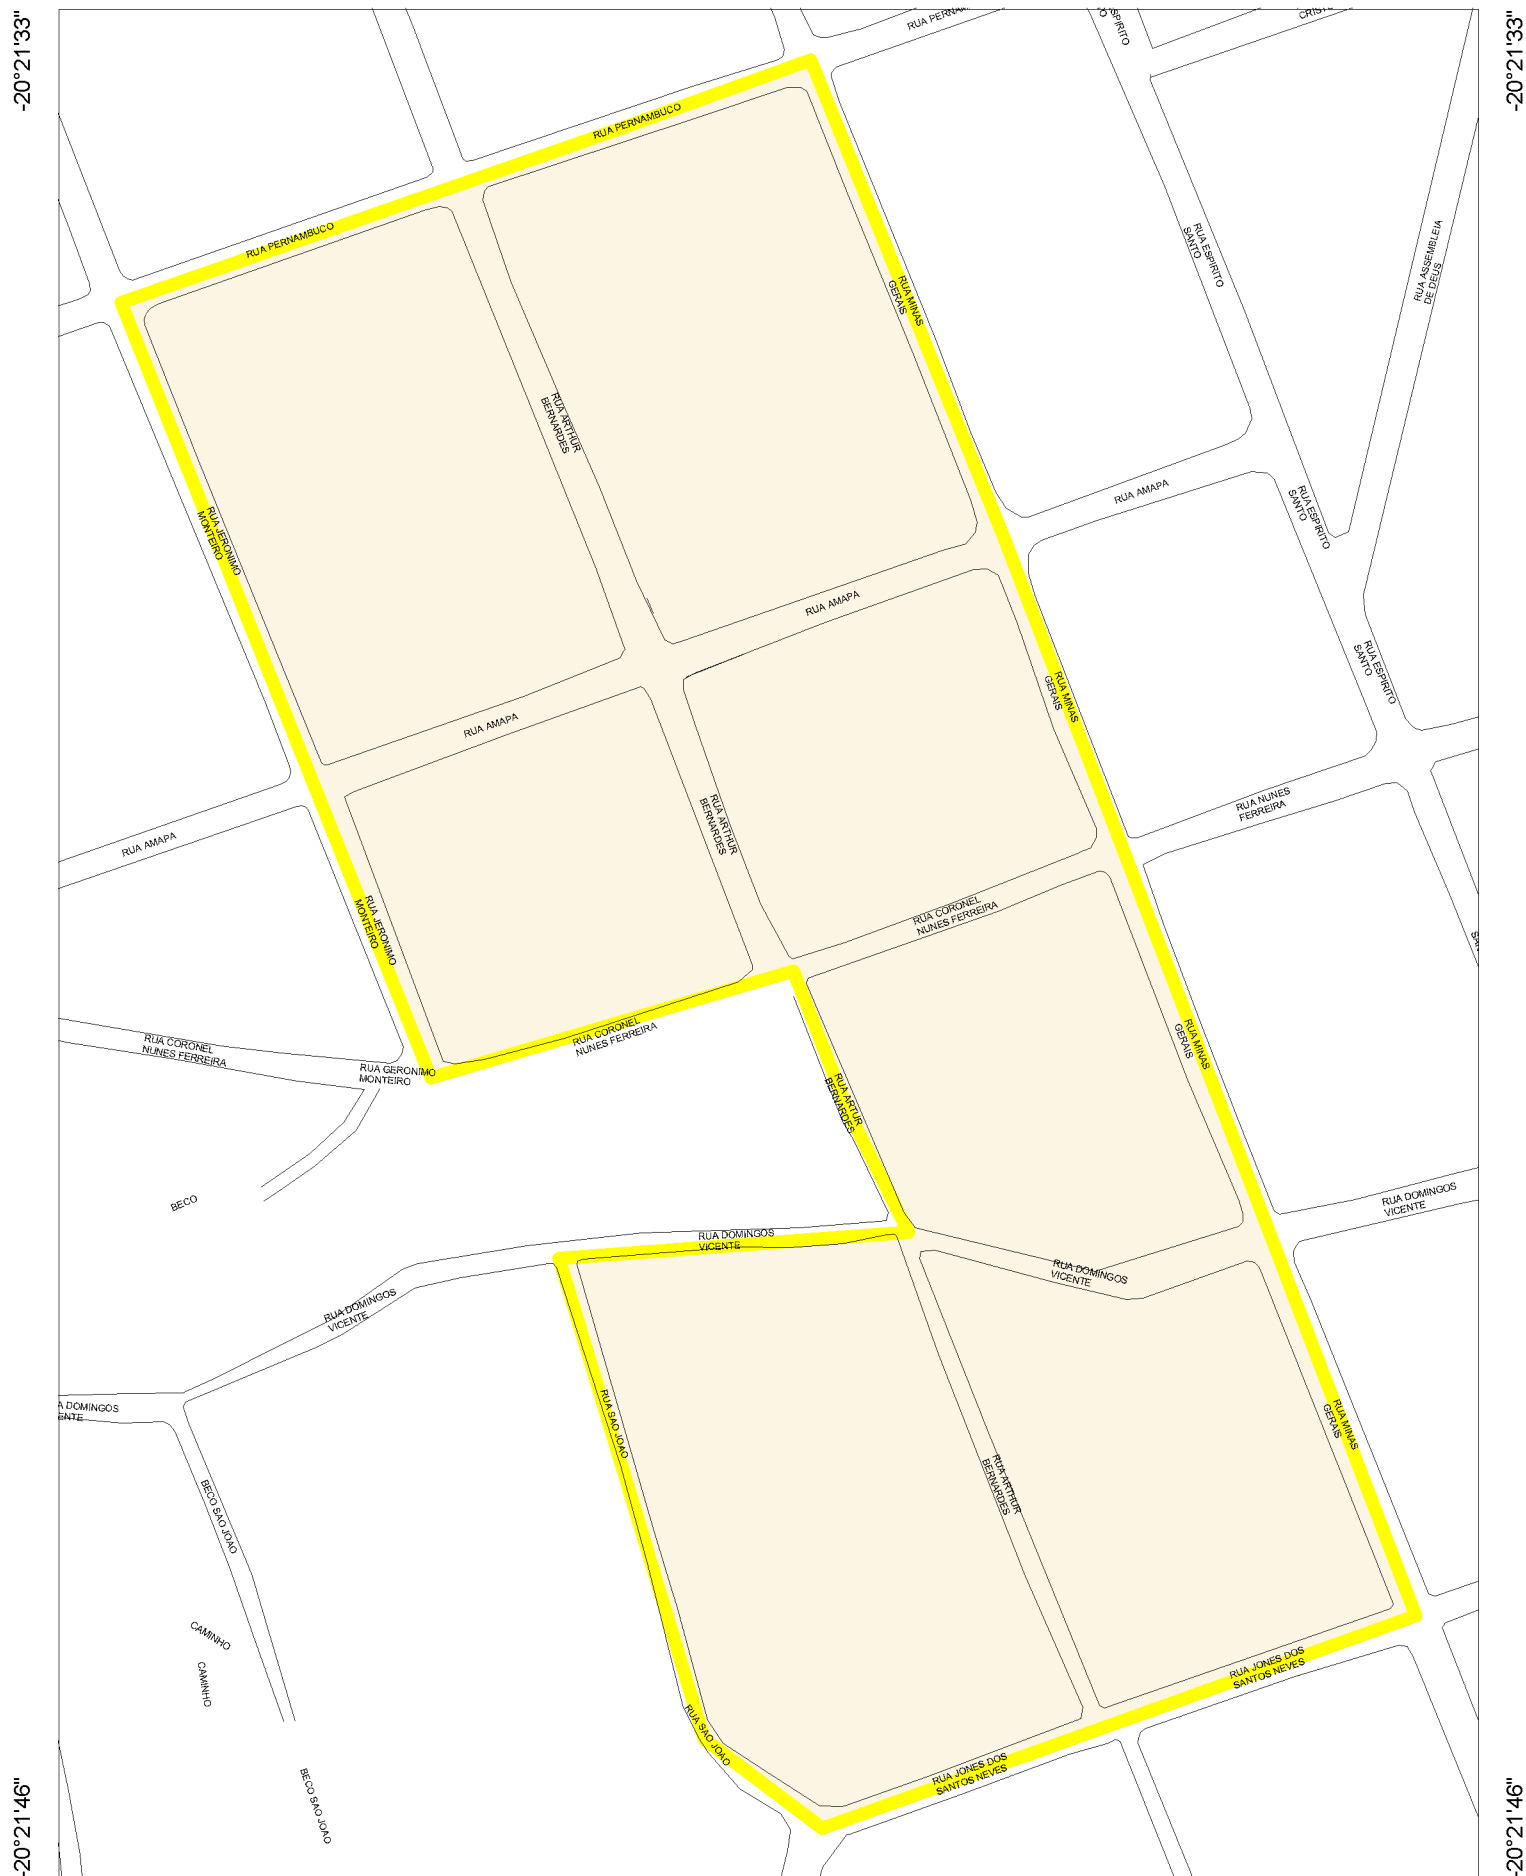 -20°21'33"
-20°21'33"
RUA PERNAMBUCO
RUA PERNAMBUCO
RUA MINAS
GERAIS
RUA ESPIRITO
SANTO
RUA ASSEMBLEIA
DE DEUS
RUA ARTHUR
BERNARDES
RUA AMAPA
RUA ESPIRITO
SANTO
RUA JERONIMO
MONTEIRO
RUA AMAPA
RUA ESPIRITO
SANTO
RUA MINAS
GERAIS
RUA AMAPA
RUA NUNES
FERREIRA
RUA ARTHUR
BERNARDES
RUA AMAPA
RUA JERONIMO
MONTEIRO
RUA CORONEL
NUNES FERREIRA
RUA CORONEL
NUNES FERREIRA
RUA CORONEL
NUNES FERREIRA
RUA MINAS
GERAIS
RUA GERONIMO
MONTEIRO
RUA ARTUR
BERNARDES
BECO
RUA DOMINGOS
VICENTE
RUA DOMINGOS
VICENTE
RUA DOMINGOS
VICENTE
RUA DOMINGOS
VICENTE
A DOMINGOS
ENTE
RUA SAO JOAO
RUA MINAS
GERAIS
RUA ARTHUR
BERNARDES
BECO SAO JOAO
CAMINHO
CAMINHO
RUA JONES DOS
SANTOS NEVES
RUA SAO JOAO
RUA JONES DOS
SANTOS NEVES
BECO SAO JOAO
-20°21'46"
-20°21'46"